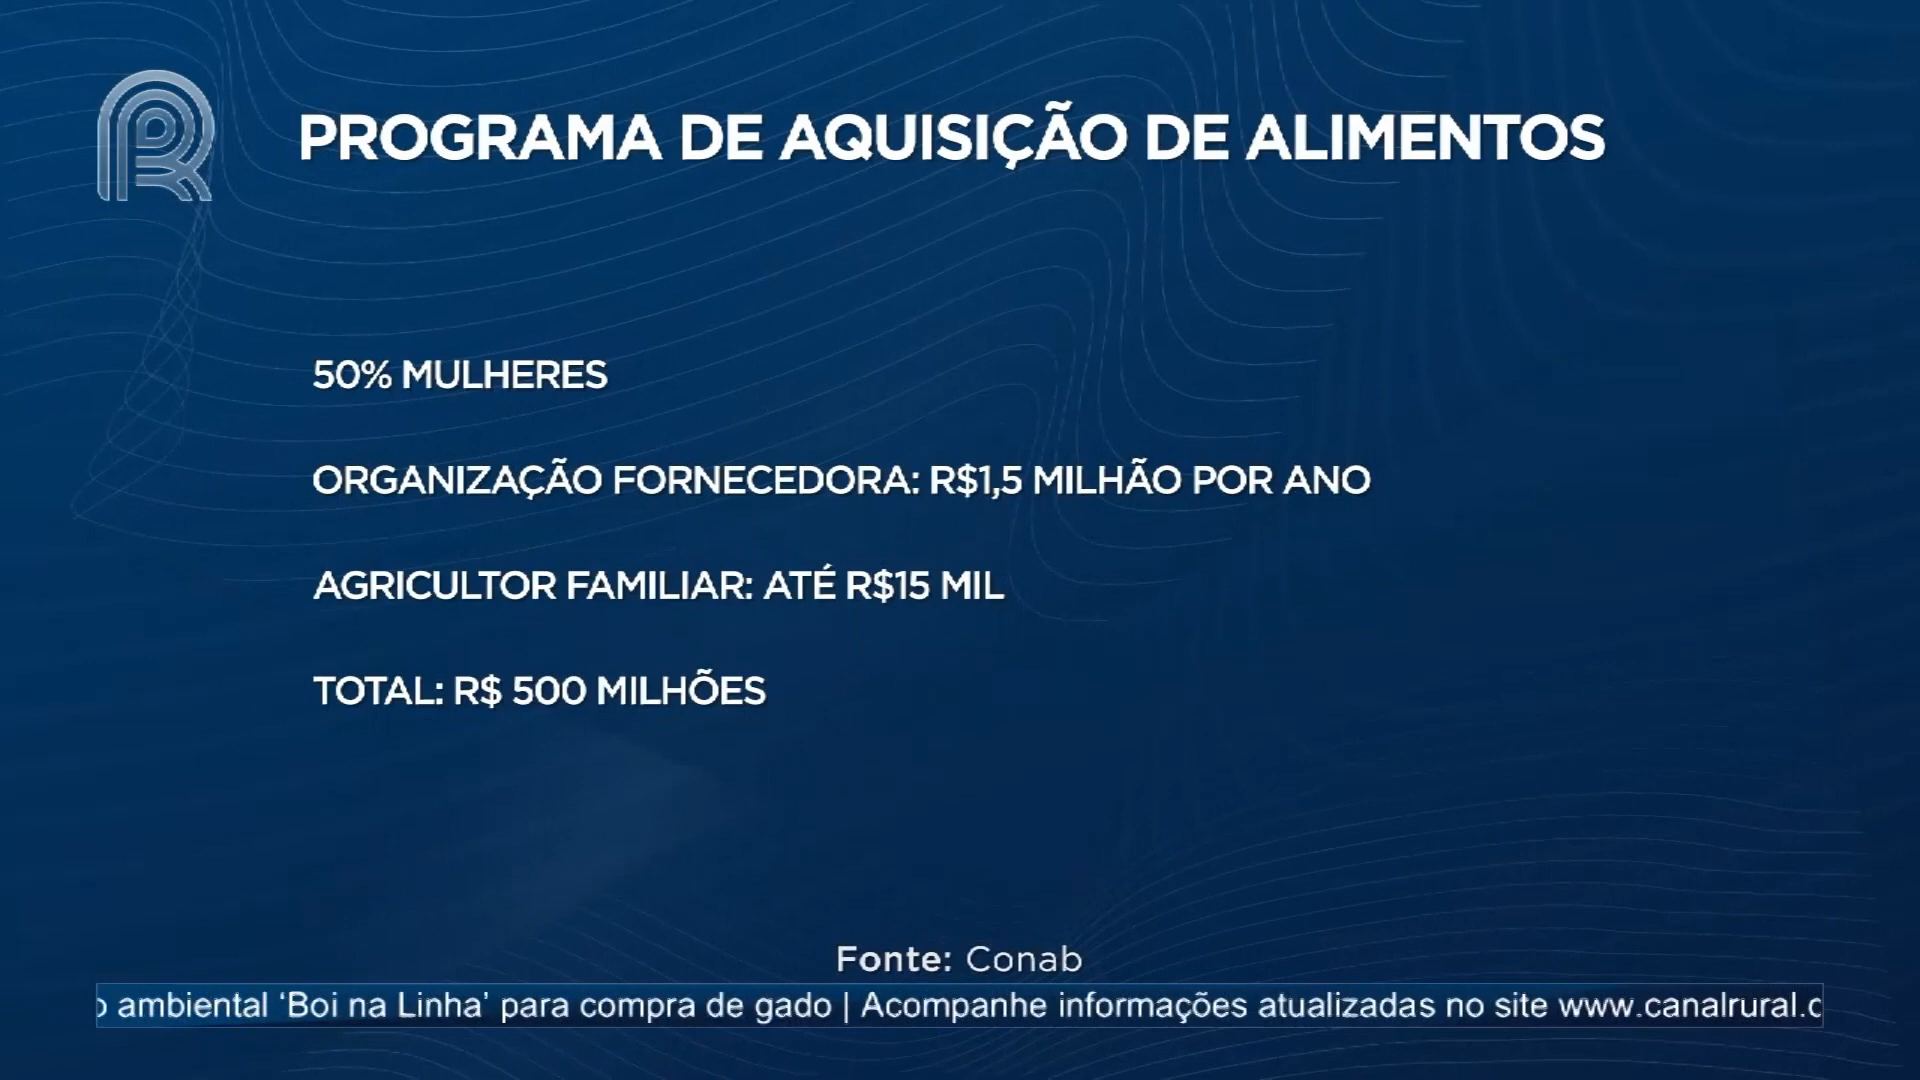 PROGRAMA DE AQUISIÇÃO DE ALIMENTOS
50% MULHERES
ORGANIZAÇÃO FORNECEDORA: R$1,5 MILHÃO POR ANO
AGRICULTOR FAMILIAR: ATÉ R$15 MIL
TOTAL: R$ 500 MILHÕES
Fonte: Conab
o ambiental ‘Boi na Linha’ para compra de gado | Acompanhe informações atualizadas no site www.canalrural.c